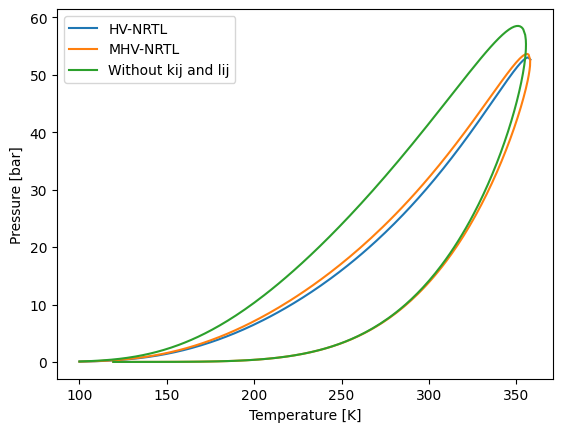 HV-NRTL
MHV-NRTL
Without kij and lij
60
50
40
30
20
10
0
Pressure [bar]
100 150 200 250 300 350
Temperature [K]